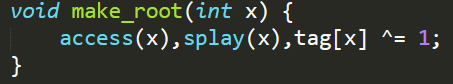 void make_root(int x) {
    access(x),splay(x),tag[x] ^= 1;
}